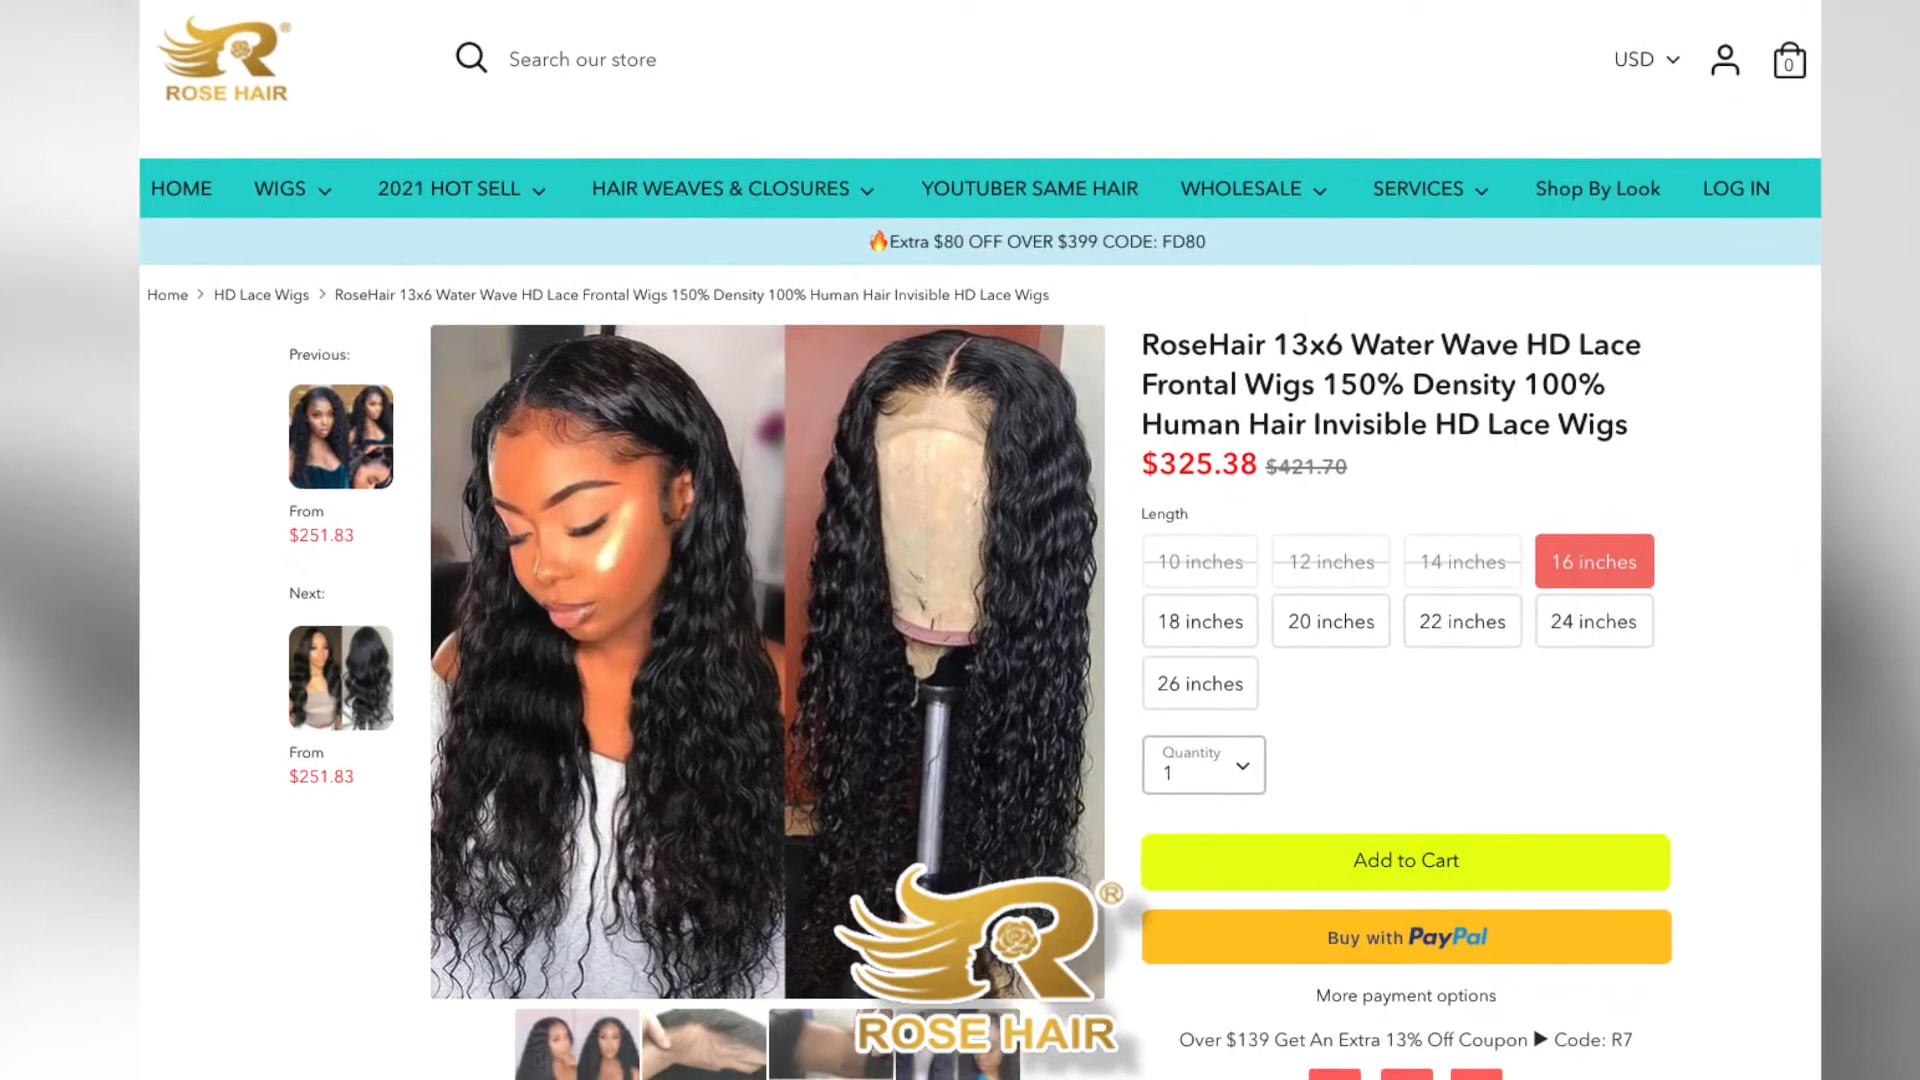 ROSE HAIR
Search our store
USD
0
HOME
WIGS
2021 HOT SELL
HAIR WEAVES & CLOSURES
YOUTUBER SAME HAIR
WHOLESALE
SERVICES
Shop By Look
LOG IN
🔥Extra $80 OFF OVER $399 CODE: FD80
Home > HD Lace Wigs > RoseHair 13x6 Water Wave HD Lace Frontal Wigs 150% Density 100% Human Hair Invisible HD Lace Wigs
Previous:
From
$251.83
Next:
From
$251.83
RoseHair 13x6 Water Wave HD Lace
Frontal Wigs 150% Density 100%
Human Hair Invisible HD Lace Wigs
$325.38 $421.70
Length
10 inches
12 inches
14 inches
16 inches
18 inches
20 inches
22 inches
24 inches
26 inches
Quantity
1
Add to Cart
Buy with PayPal
More payment options
Over $139 Get An Extra 13% Off Coupon ▶ Code: R7
R®
ROSE HAIR